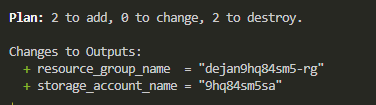 Plan: 2 to add, 0 to change, 2 to destroy.
Changes to Outputs:
+ resource_group_name = "dejan9hq84sm5-rg"
+ storage_account_name = "9hq84sm5sa"